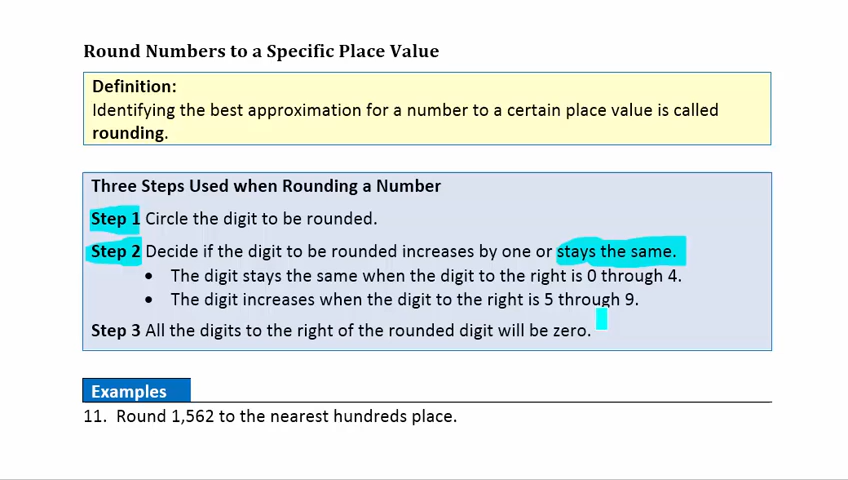 Round Numbers to a Specific Place Value
Definition:
Identifying the best approximation for a number to a certain place value is called
rounding.
Three Steps Used when Rounding a Number
Step 1 Circle the digit to be rounded.
Step 2 Decide if the digit to be rounded increases by one or stays the same.
• The digit stays the same when the digit to the right is 0 through 4.
• The digit increases when the digit to the right is 5 through 9.
Step 3 All the digits to the right of the rounded digit will be zero.
Examples
11. Round 1,562 to the nearest hundreds place.